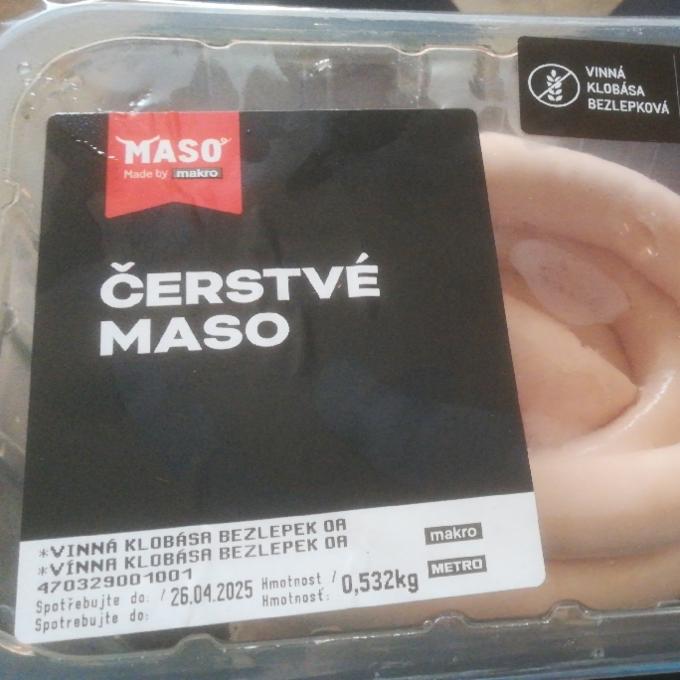 VINNÁ
KLOBÁSA
BEZLEPKOVÁ
MASO
Made by makro
ČERSTVÉ
MASO
*VINNÁ KLOBÁSA BEZLEPEK OA
*VÍNNA KLOBÁSA BEZLEPEK OA
470329001001
Spotřebujte do: / 26.04.2025 Hmotnost / 0,532kg
Spotrebujte do: Hmotnosť:
makro
METRO